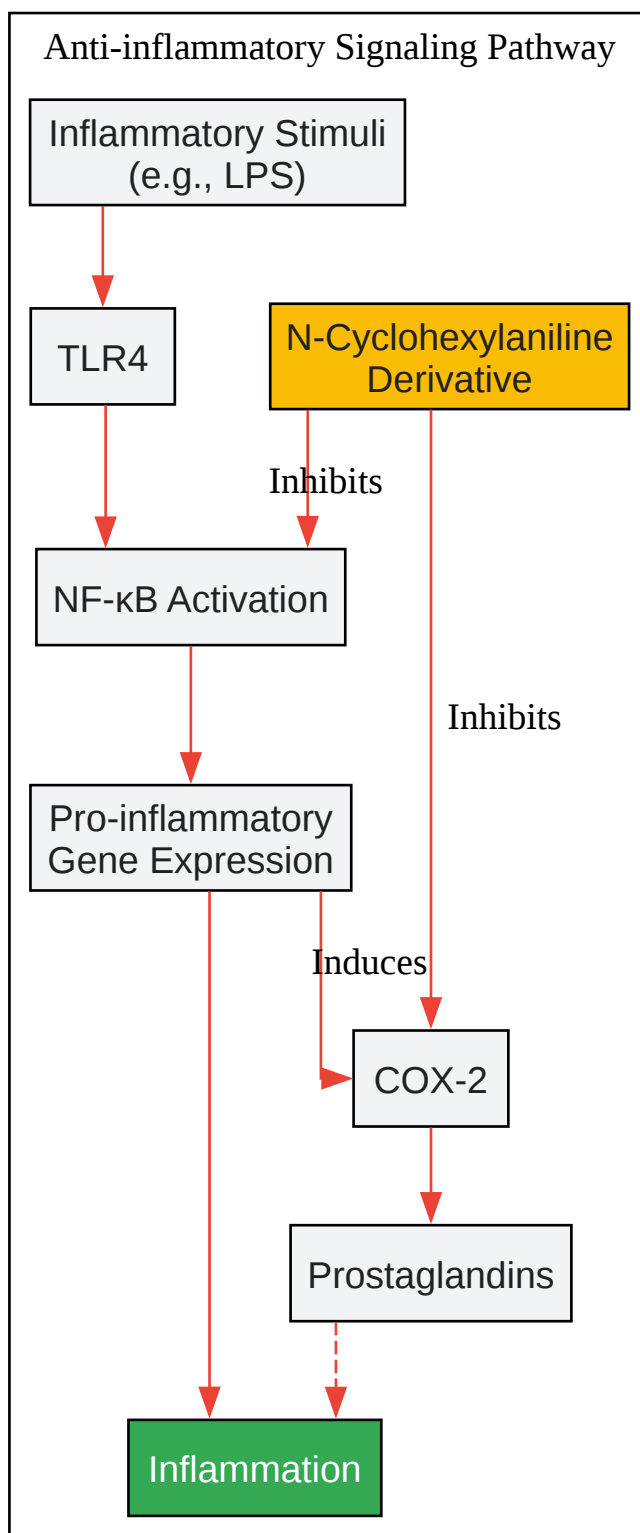 Anti-inflammatory Signaling Pathway
Inflammatory Stimuli
(e.g., LPS)
TLR4
N-Cyclohexylaniline
Derivative
Inhibits
NF-κB Activation
Inhibits
Pro-inflammatory
Gene Expression
Induces
COX-2
Prostaglandins
Inflammation